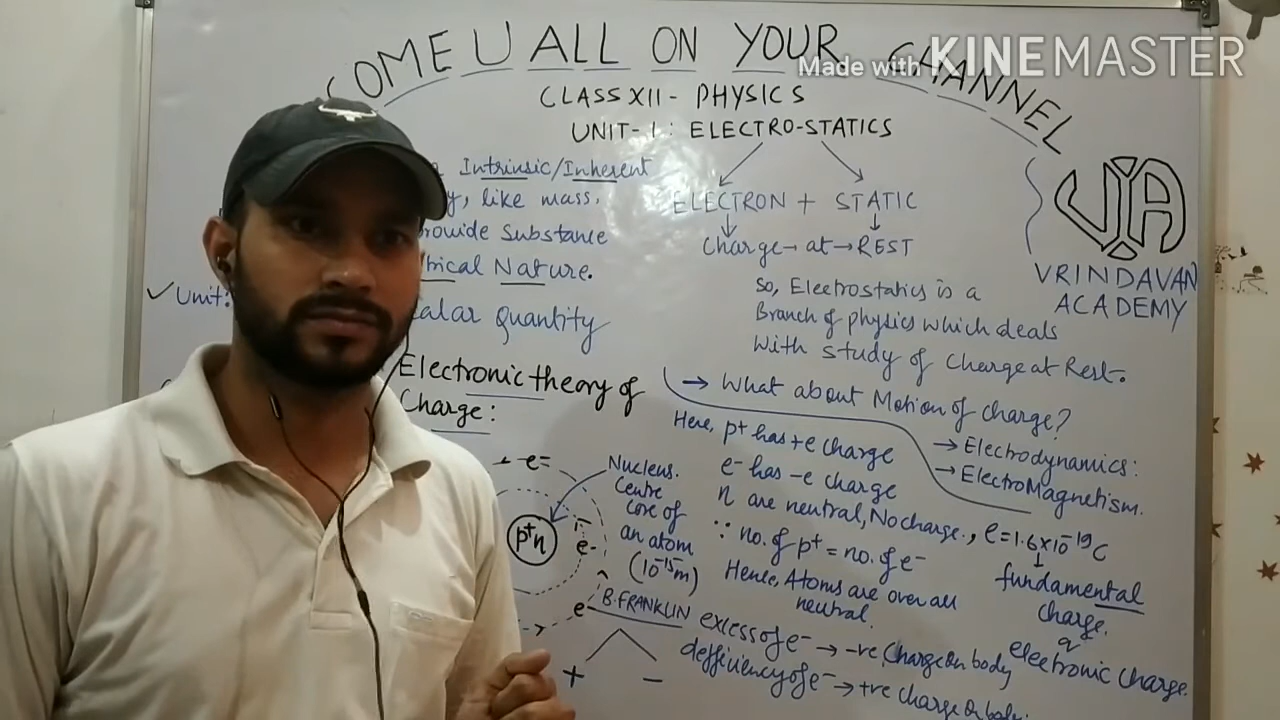 COME U ALL ON YOUR CHANNEL
Made with KINEMASTER
CLASS XII - PHYSICS
UNIT-1 : ELECTRO-STATICS
Intrinsic/Inherent
like mass.
Substance
Nature.
✓ Unit:
quantity
Electronic theory of
Charge:
ELECTRON + STATIC
Charge → at → REST
So, Electrostatics is a
Branch of physics which deals
With study of Charge at Rest.
→ What about Motion of charge?
→ Electrodynamics:
→ ElectroMagnetism.
VJA
VRINDAVAN
ACADEMY
e-
Nucleus.
Centre
core of
an atom
(10⁻¹⁵m)
p⁺n
e-
e-
Here, p⁺ has +e charge
e⁻ has -e charge
n are neutral, No charge., e=1.6×10⁻¹⁹C
∵ no. of p⁺ = no. of e⁻
Hence, Atoms are over all
neutral.
fundamental
charge.
or
electronic charge.
B. FRANKLIN
+ −
excess of e⁻ → -ve, Charge on body
defficiency of e⁻ → +ve charge on body.